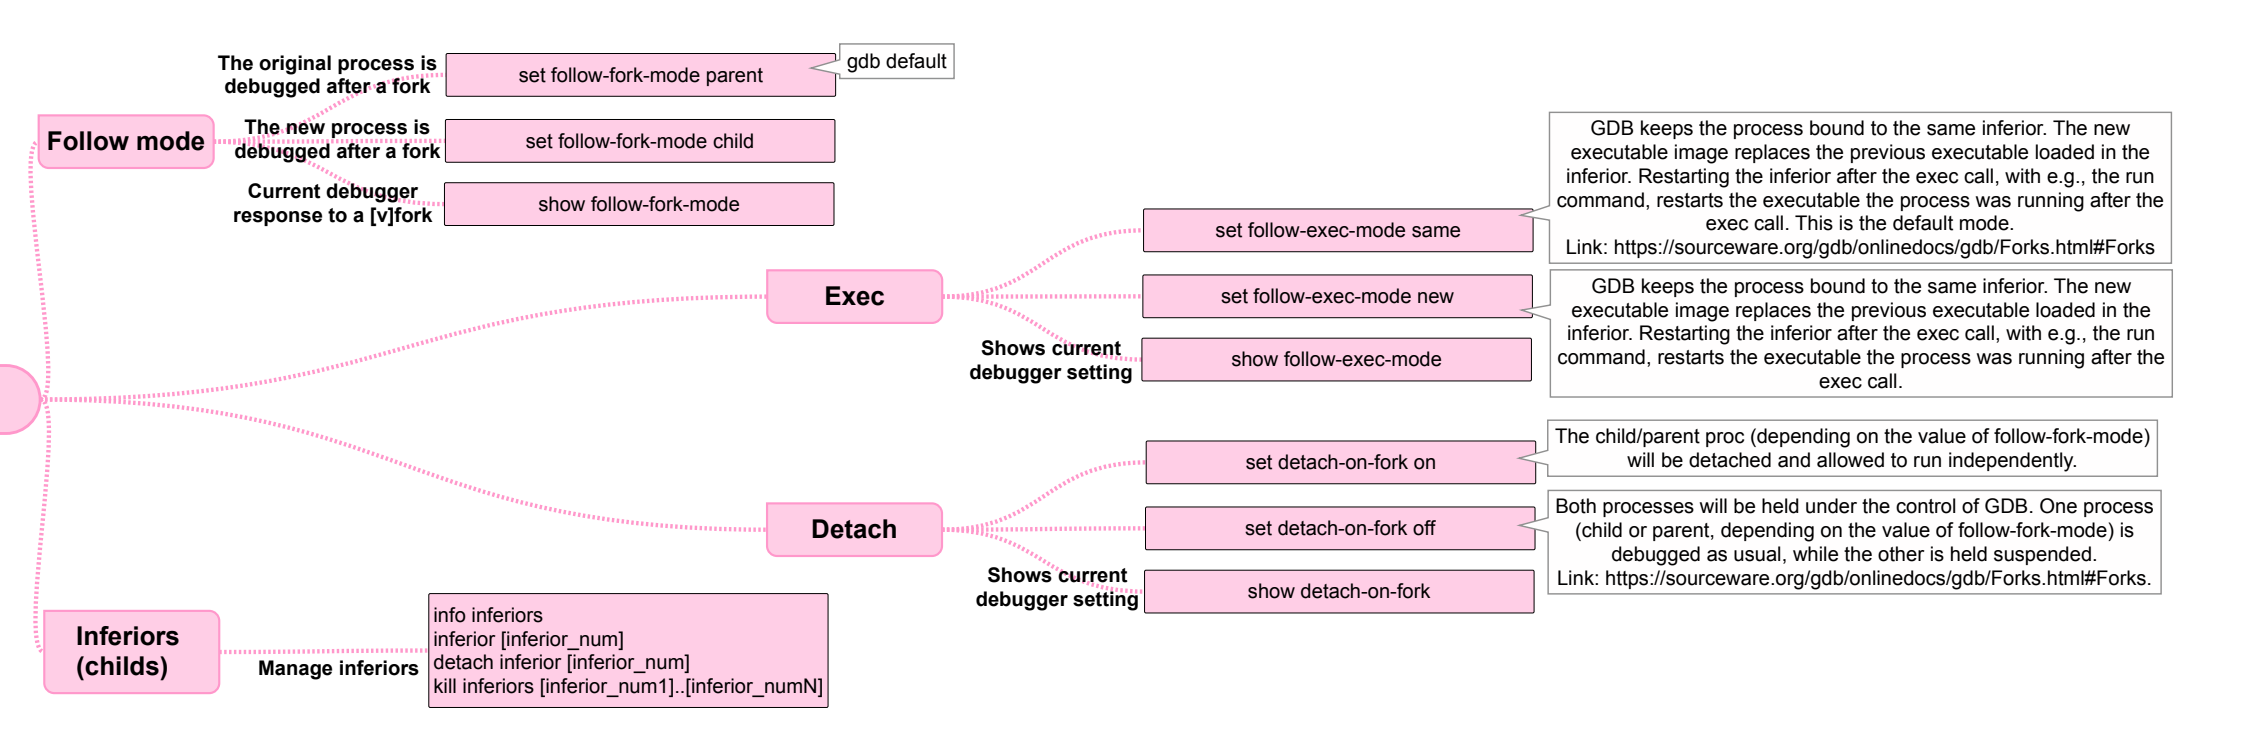 Follow mode
The original process is
debugged after a fork
set follow-fork-mode parent
gdb default
The new process is
debugged after a fork
set follow-fork-mode child
Current debugger
response to a [v]fork
show follow-fork-mode
Exec
set follow-exec-mode same
GDB keeps the process bound to the same inferior. The new
executable image replaces the previous executable loaded in the
inferior. Restarting the inferior after the exec call, with e.g., the run
command, restarts the executable the process was running after the
exec call. This is the default mode.
Link: https://sourceware.org/gdb/onlinedocs/gdb/Forks.html#Forks
set follow-exec-mode new
GDB keeps the process bound to the same inferior. The new
executable image replaces the previous executable loaded in the
inferior. Restarting the inferior after the exec call, with e.g., the run
command, restarts the executable the process was running after the
exec call.
Shows current
debugger setting
show follow-exec-mode
Detach
set detach-on-fork on
The child/parent proc (depending on the value of follow-fork-mode)
will be detached and allowed to run independently.
set detach-on-fork off
Both processes will be held under the control of GDB. One process
(child or parent, depending on the value of follow-fork-mode) is
debugged as usual, while the other is held suspended.
Link: https://sourceware.org/gdb/onlinedocs/gdb/Forks.html#Forks.
Shows current
debugger setting
show detach-on-fork
Inferiors
(childs)
Manage inferiors
info inferiors
inferior [inferior_num]
detach inferior [inferior_num]
kill inferiors [inferior_num1]..[inferior_numN]